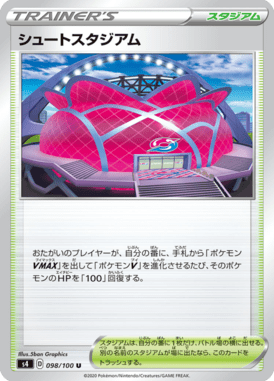 TRAINER'S
スタジアム
シュートスタジアム
おたがいのプレイヤーが、自分の番に、手札から「ポケモン
VMAX」を出して「ポケモンV」を進化させるたび、そのポケ
モンのHPを「100」回復する。
Illus.5ban Graphics
S4 D 098/100 U
スタジアムは、自分の番に1枚だけ、バトル場の横に出せる。
別の名前のスタジアムが場に出たなら、このカードを
トラッシュする。
©2020 Pokémon/Nintendo/Creatures/GAME FREAK.